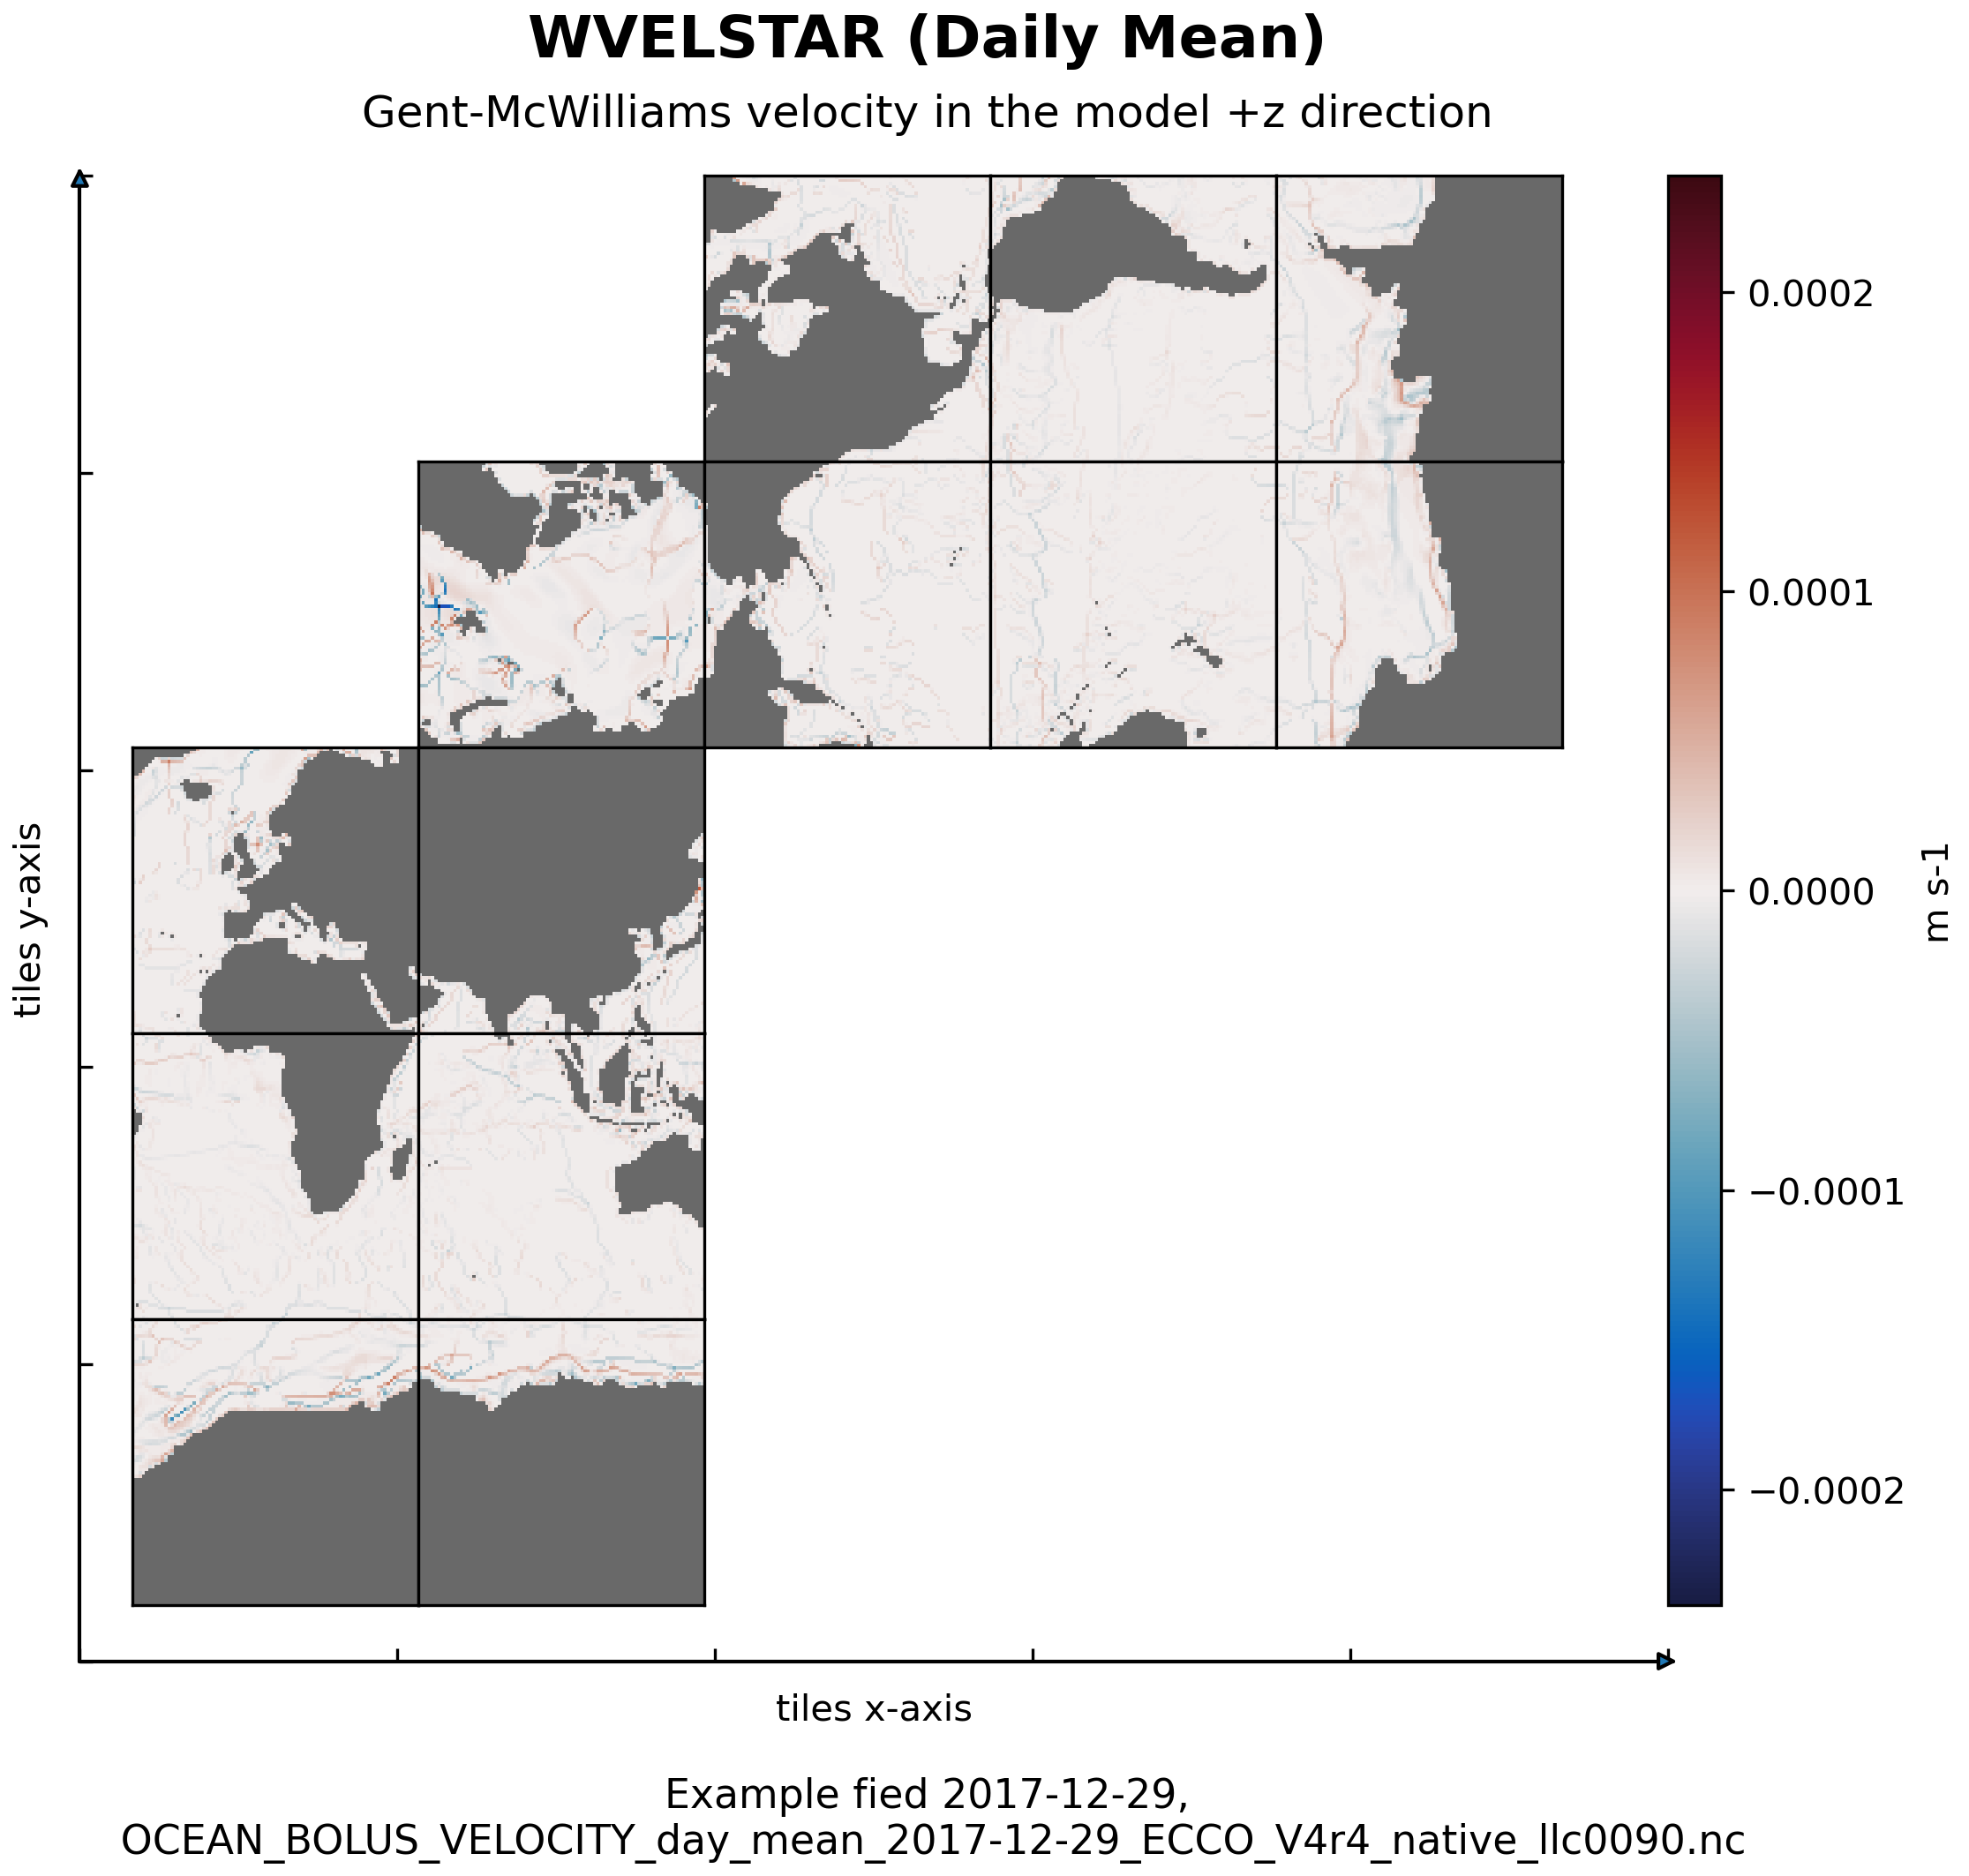 WVELSTAR (Daily Mean)
Gent-McWilliams velocity in the model +z direction
0.0002
0.0001
0.0000
−0.0001
−0.0002
m s-1
tiles y-axis
tiles x-axis
Example fied 2017-12-29,
OCEAN_BOLUS_VELOCITY_day_mean_2017-12-29_ECCO_V4r4_native_llc0090.nc